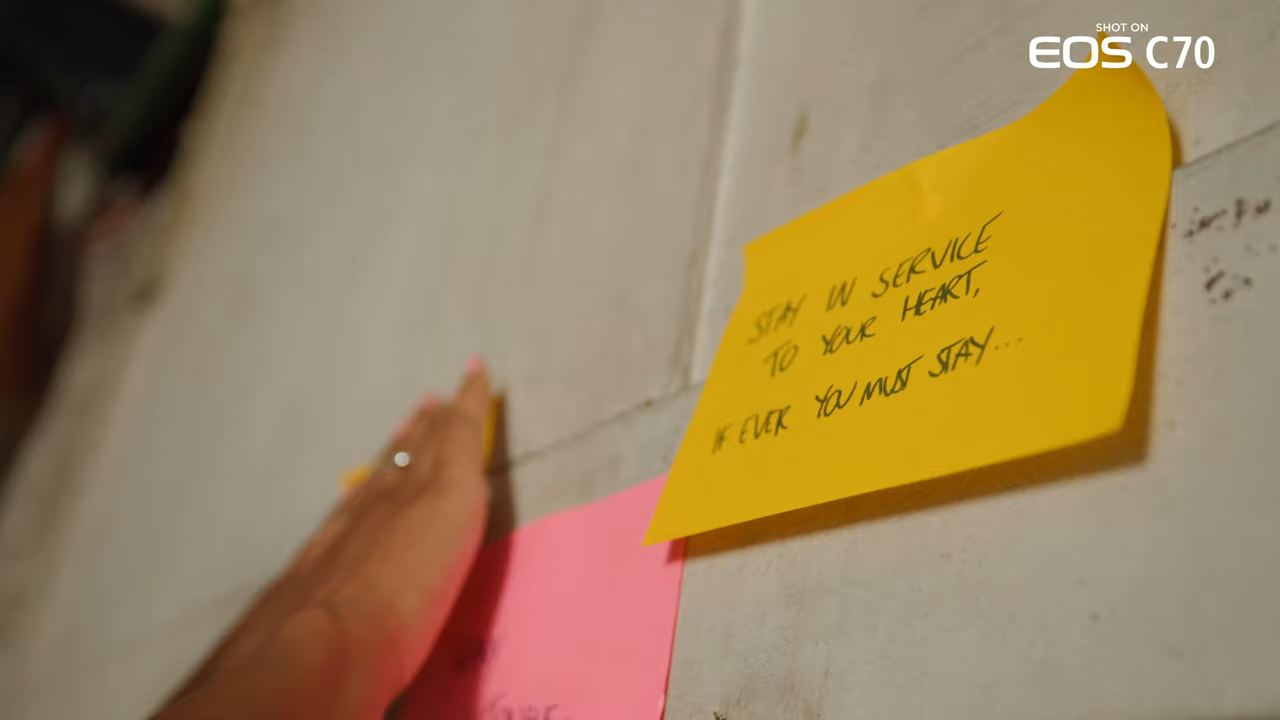 SHOT ON
EOS C70
STAY IN SERVICE
TO YOUR HEART,
IF EVER YOU MUST STAY...